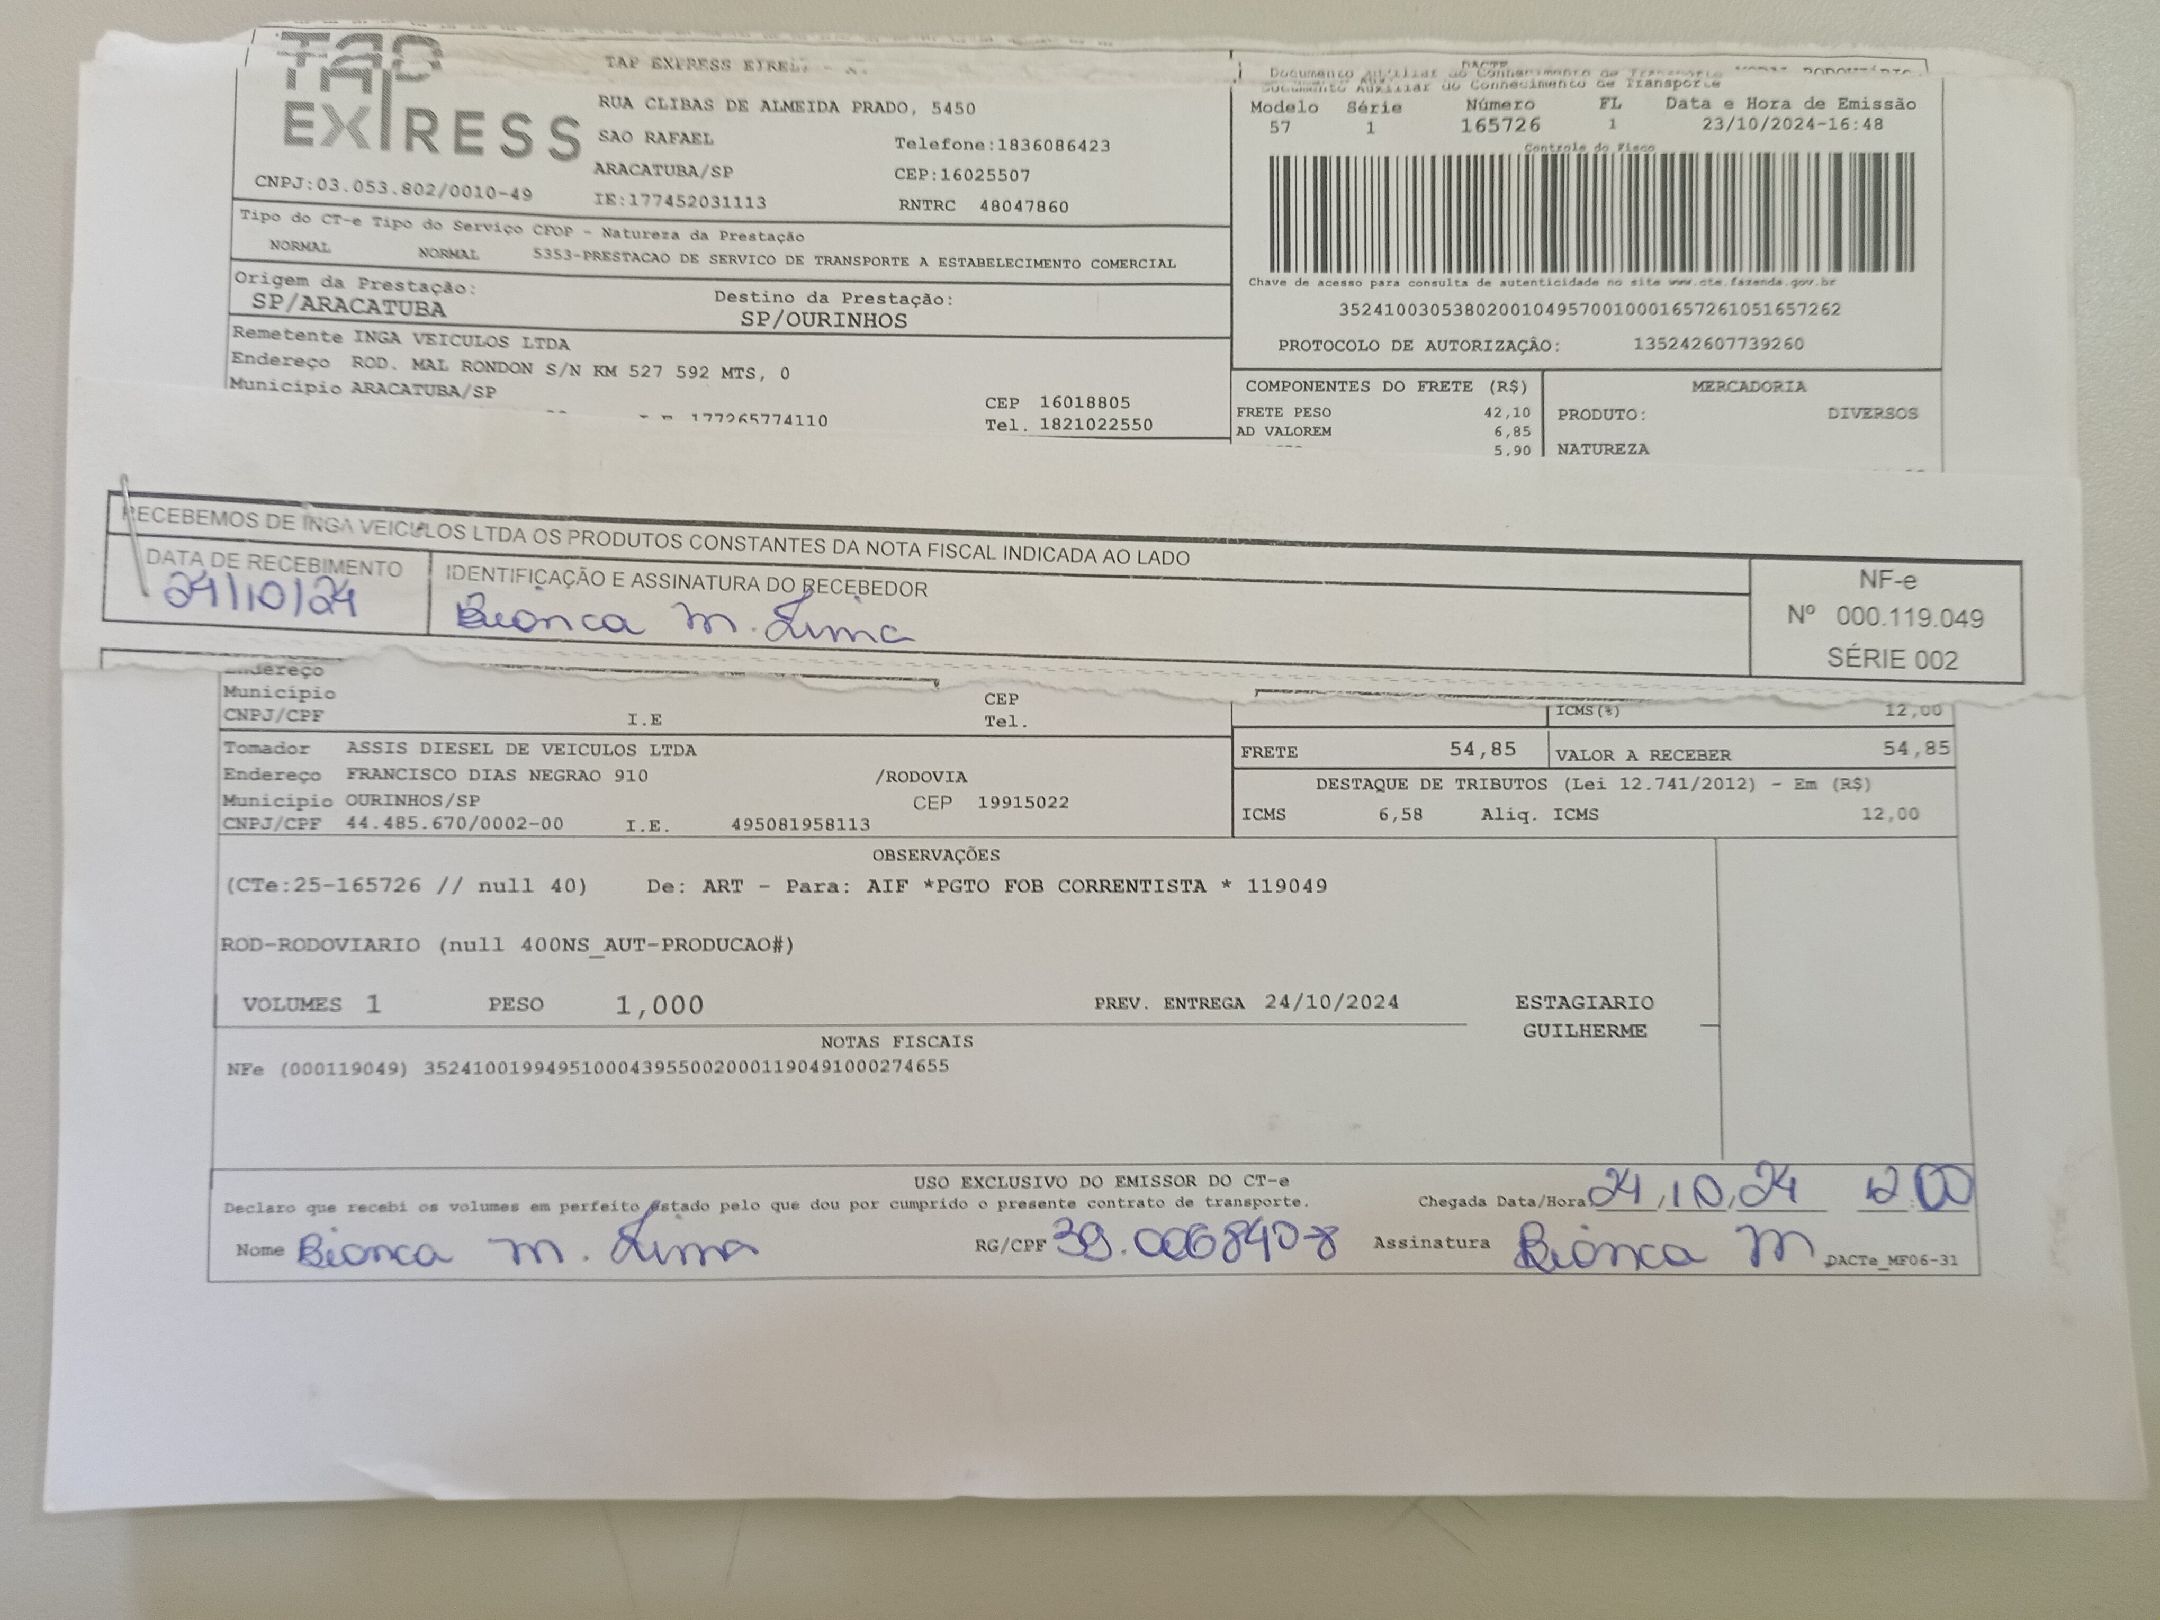 TAP
EXPRESS
TAP EXPRESS EIRELI
RUA CLIBAS DE ALMEIDA PRADO, 5450
SAO RAFAEL
Telefone:1836086423
ARACATUBA/SP
CEP:16025507
CNPJ:03.053.802/0010-49
IE:177452031113
RNTRC 48047860
DACTE
Documento Auxiliar do Conhecimento de Transporte
Documento Auxiliar do Conhecimento de Transporte
Modelo Série Número FL Data e Hora de Emissão
57 1 165726 1 23/10/2024-16:48
Controle do Fisco
Chave de acesso para consulta de autenticidade no site www.cte.fazenda.gov.br
35241003053802001049570010001657261051657262
PROTOCOLO DE AUTORIZAÇÃO: 135242607739260
Tipo do CT-e Tipo do Serviço CFOP - Natureza da Prestação
NORMAL NORMAL 5353-PRESTACAO DE SERVICO DE TRANSPORTE A ESTABELECIMENTO COMERCIAL
Origem da Prestação:
SP/ARACATUBA
Destino da Prestação:
SP/OURINHOS
Remetente INGA VEICULOS LTDA
Endereço ROD. MAL RONDON S/N KM 527 592 MTS, 0
Município ARACATUBA/SP
CEP 16018805
177265774110
Tel. 1821022550
COMPONENTES DO FRETE (R$)
FRETE PESO 42,10
AD VALOREM 6,85
5,90
MERCADORIA
PRODUTO: DIVERSOS
NATUREZA
RECEBEMOS DE INGA VEICULOS LTDA OS PRODUTOS CONSTANTES DA NOTA FISCAL INDICADA AO LADO
DATA DE RECEBIMENTO
24/10/24
IDENTIFICAÇÃO E ASSINATURA DO RECEBEDOR
Bianca M. Lima
NF-e
Nº 000.119.049
SÉRIE 002
Endereço
Município
CEP
CNPJ/CPF I.E
Tel.
ICMS(%) 12,00
Tomador ASSIS DIESEL DE VEICULOS LTDA
Endereço FRANCISCO DIAS NEGRAO 910 /RODOVIA
Município OURINHOS/SP CEP 19915022
CNPJ/CPF 44.485.670/0002-00 I.E. 495081958113
FRETE 54,85 VALOR A RECEBER 54,85
DESTAQUE DE TRIBUTOS (Lei 12.741/2012) - Em (R$)
ICMS 6,58 Aliq. ICMS 12,00
OBSERVAÇÕES
(CTe:25-165726 // null 40) De: ART - Para: AIF *PGTO FOB CORRENTISTA * 119049
ROD-RODOVIARIO (null 400NS_AUT-PRODUCAO#)
VOLUMES 1 PESO 1,000 PREV. ENTREGA 24/10/2024
ESTAGIARIO
GUILHERME
NOTAS FISCAIS
NFe (000119049) 35241001994951000439550020001190491000274655
USO EXCLUSIVO DO EMISSOR DO CT-e
Declaro que recebi os volumes em perfeito estado pelo que dou por cumprido o presente contrato de transporte.
Chegada Data/Hora 24,10,24 12:00
Nome Bianca M. Lima RG/CPF 39.006840-8 Assinatura Bianca M
DACTe_MF06-31